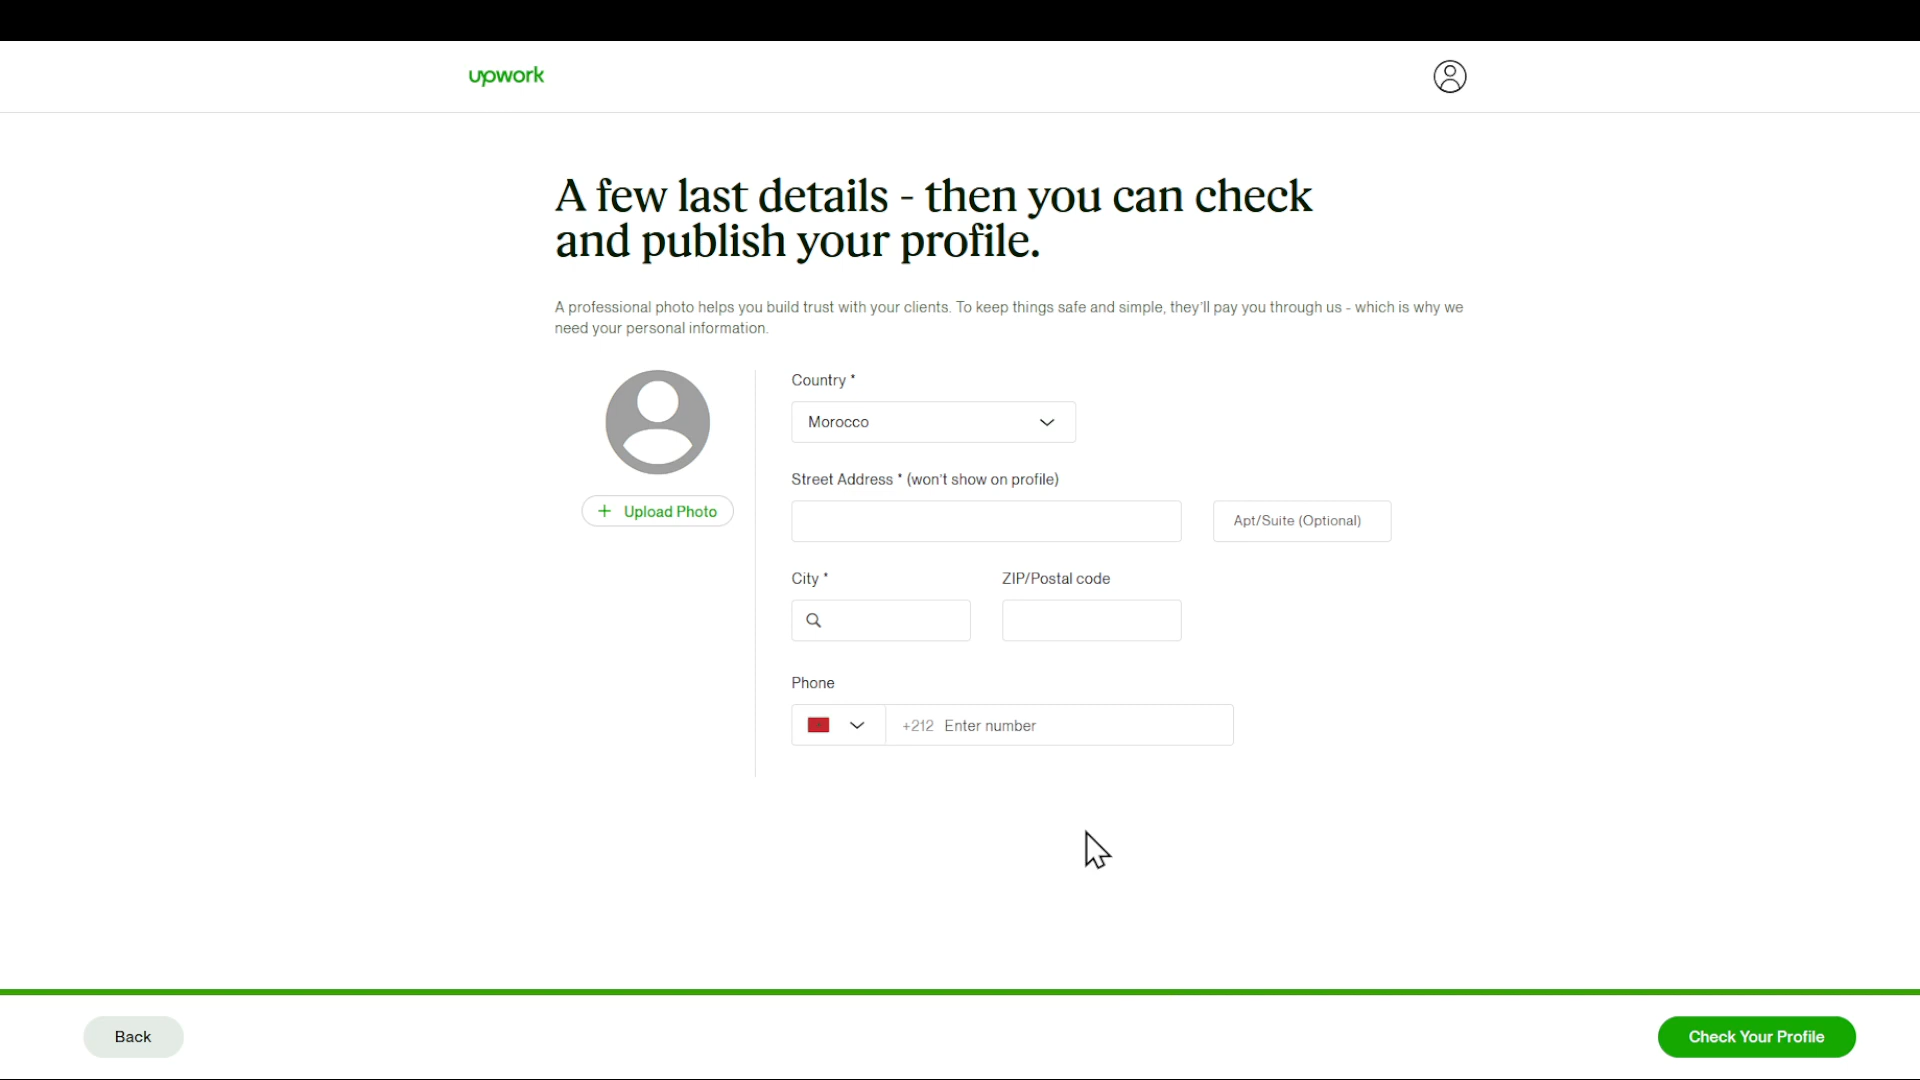 upwork
A few last details - then you can check
and publish your profile.
A professional photo helps you build trust with your clients. To keep things safe and simple, they'll pay you through us - which is why we
need your personal information.
Country *
Morocco
Upload Photo
Street Address * (won't show on profile)
Apt/Suite (Optional)
City *
ZIP/Postal code
Phone
+212 Enter number
Back
Check Your Profile